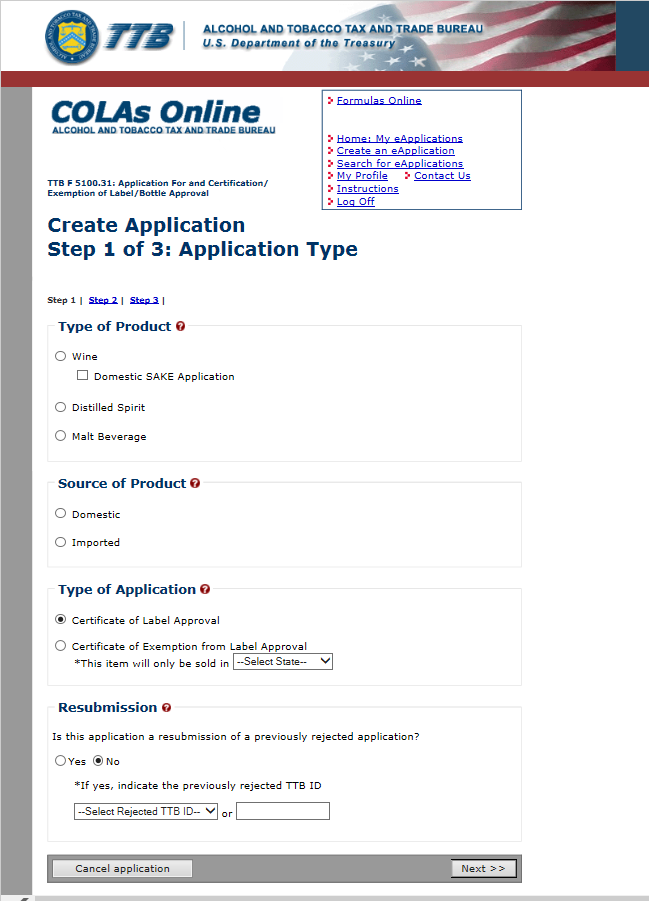 TTB
ALCOHOL AND TOBACCO TAX AND TRADE BUREAU
U.S. Department of the Treasury
COLAs Online
ALCOHOL AND TOBACCO TAX AND TRADE BUREAU
Formulas Online
Home: My eApplications
Create an eApplication
Search for eApplications
My Profile Contact Us
Instructions
Log Off
TTB F 5100.31: Application For and Certification/
Exemption of Label/Bottle Approval
Create Application
Step 1 of 3: Application Type
Step 1 | Step 2 | Step 3 |
Type of Product ?
Wine
Domestic SAKE Application
Distilled Spirit
Malt Beverage
Source of Product ?
Domestic
Imported
Type of Application ?
Certificate of Label Approval
Certificate of Exemption from Label Approval
*This item will only be sold in --Select State--
Resubmission ?
Is this application a resubmission of a previously rejected application?
Yes No
*If yes, indicate the previously rejected TTB ID
--Select Rejected TTB ID-- or
Cancel application Next >>